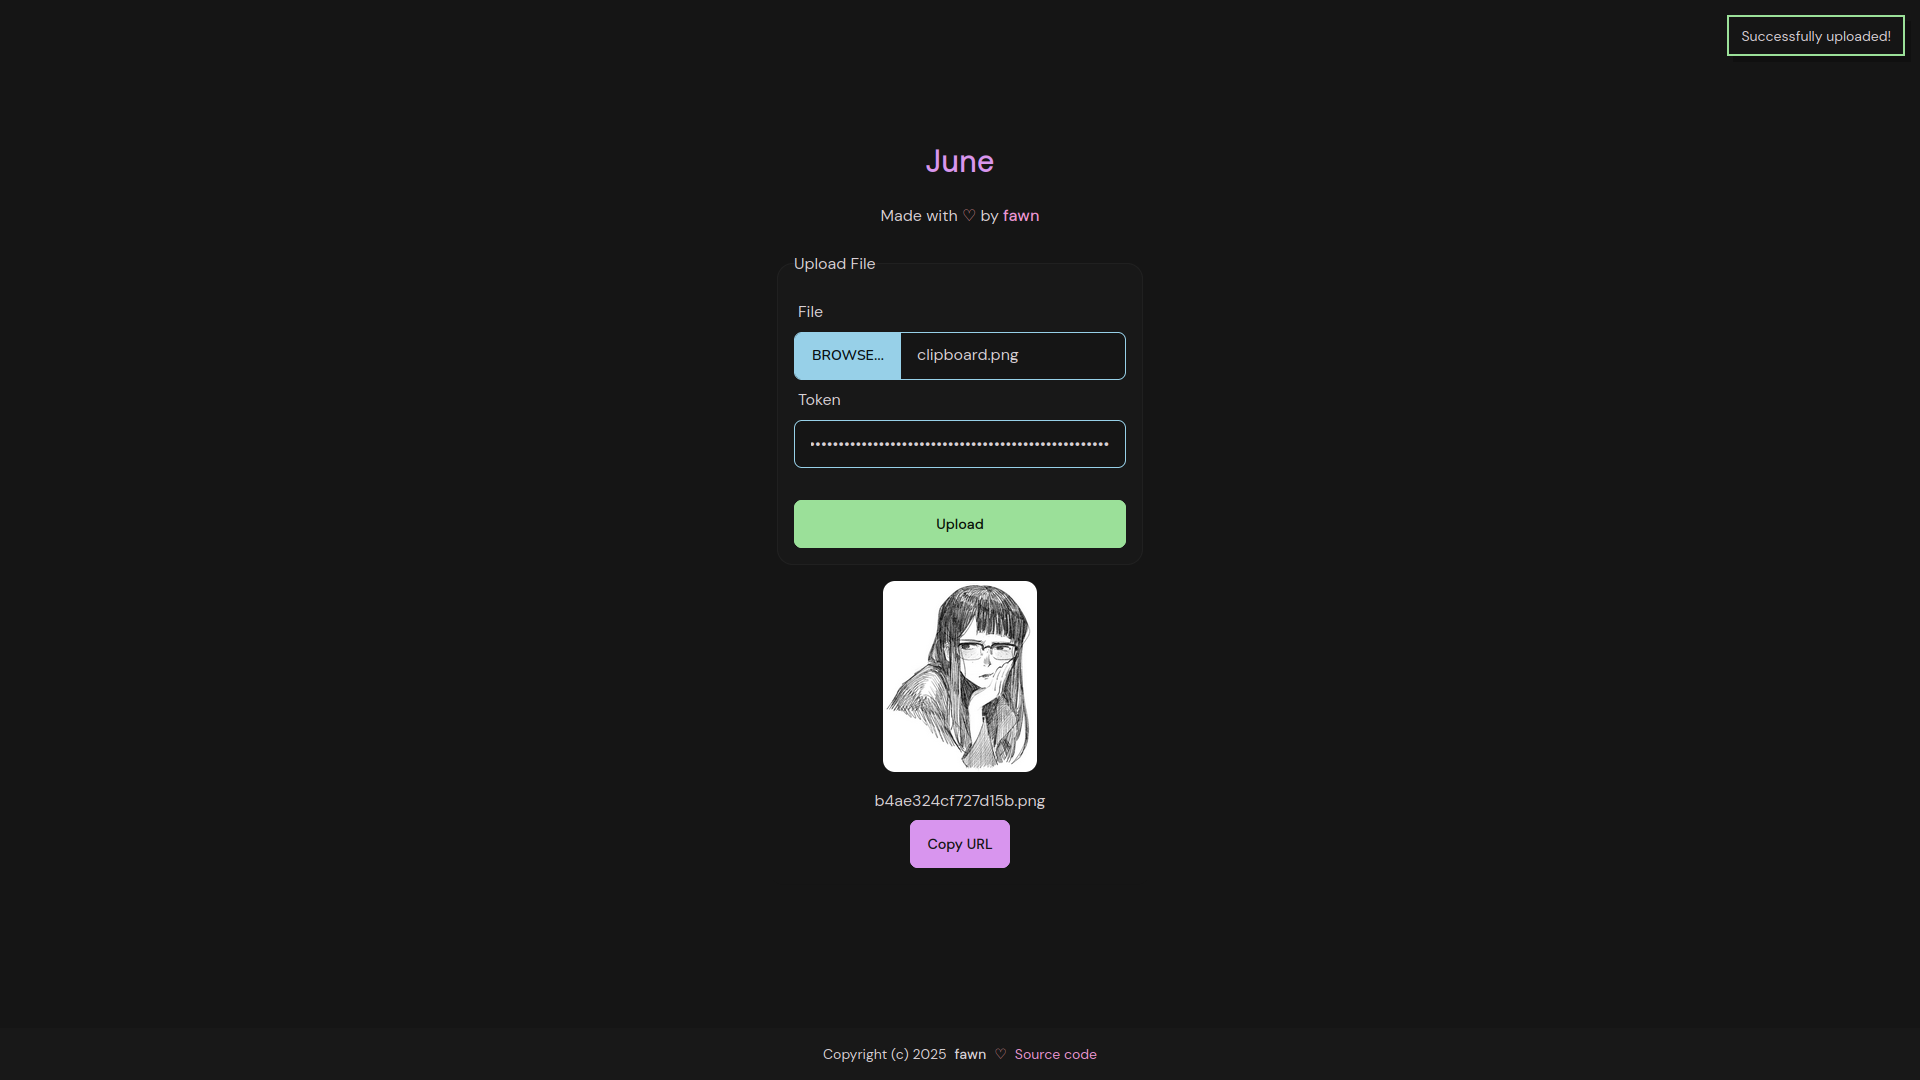 Successfully uploaded!
June
Made with ♡ by fawn
Upload File
File
BROWSE... clipboard.png
Token
Upload
b4ae324cf727d15b.png
Copy URL
Copyright (c) 2025 fawn ♡ Source code